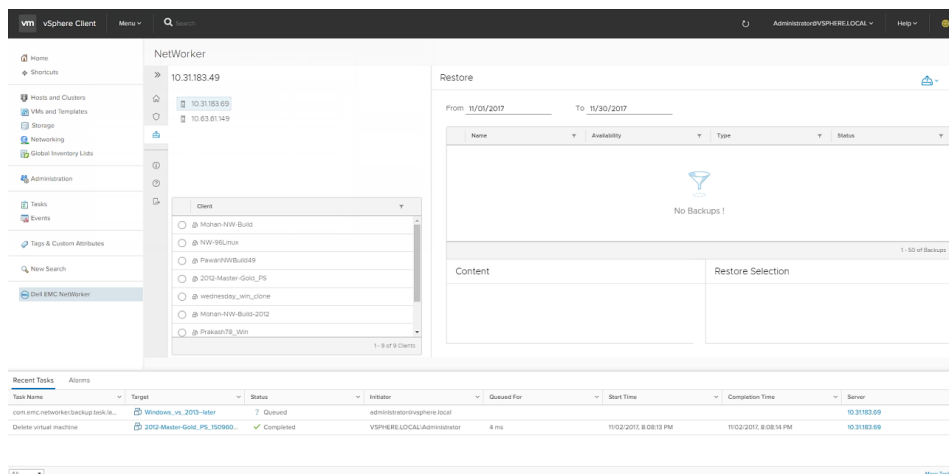 vm vSphere Client Menu Search Administrator@VSPHERE.LOCAL Help
Home
Shortcuts
Hosts and Clusters
VMs and Templates
Storage
Networking
Global Inventory Lists
Administration
Tasks
Events
Tags & Custom Attributes
New Search
Dell EMC NetWorker
NetWorker
10.31.183.49
10.31.183.69
10.63.61.149
Client
Mohan-NW-Build
NW-96Linux
PawanNWBuild49
2012-Master-Gold_PS
wednesday_win_clone
Mohan-NW-Build-2012
Prakash78_Win
1 - 9 of 9 Clients
Restore
From 11/01/2017 To 11/30/2017
Name Availability Type Status
No Backups !
1 - 50 of Backups
Content
Restore Selection
Recent Tasks Alarms
Task Name Target Status Initiator Queued For Start Time Completion Time Server
com.emc.networker.backup.task.la... Windows_vs_2013--later 7 Queued administrator@vsphere.local 10.31.183.69
Delete virtual machine 2012-Master-Gold_PS_150960... Completed VSPHERE.LOCAL\Administrator 4 ms 11/02/2017, 8:08:13 PM 11/02/2017, 8:08:14 PM 10.31.183.69
All